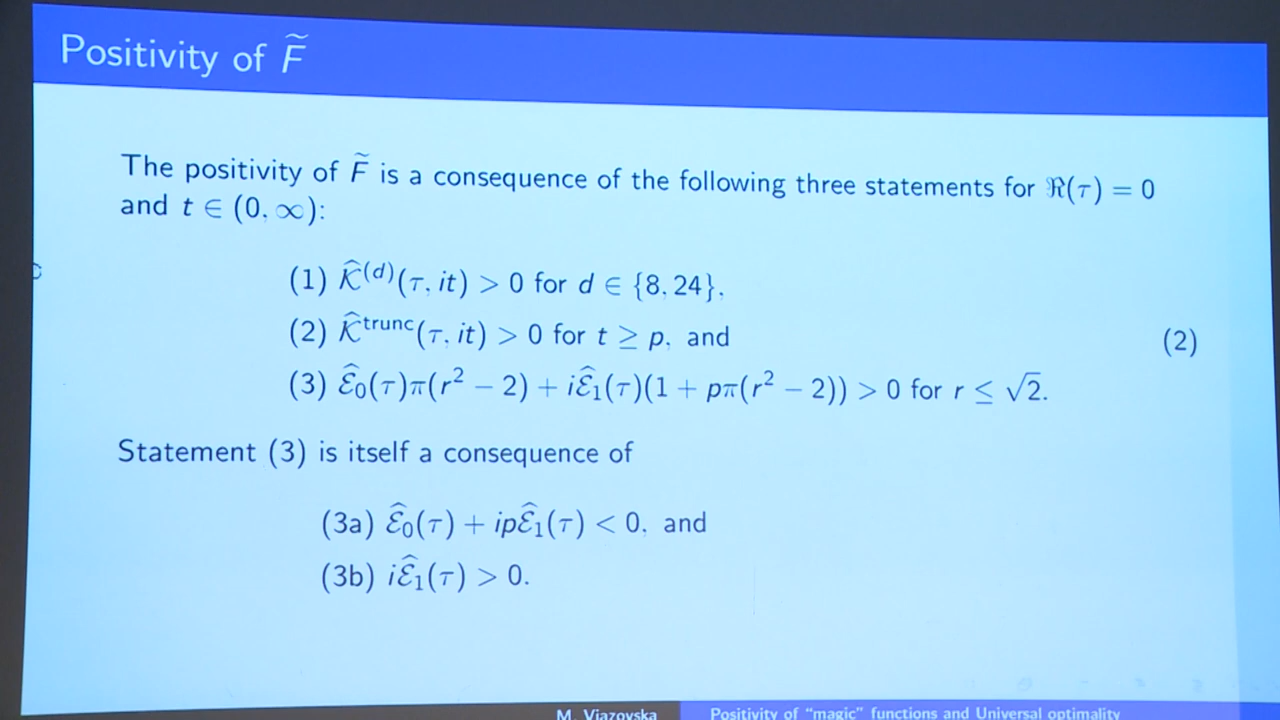 Positivity of F̃
The positivity of F̃ is a consequence of the following three statements for ℜ(τ) = 0
and t ∈ (0, ∞):
(1) 𝒦̂^(d)(τ, it) > 0 for d ∈ {8, 24},
(2) 𝒦̂^trunc(τ, it) > 0 for t ≥ p, and
(2)
(3) ℰ̂₀(τ)π(r² − 2) + iℰ̂₁(τ)(1 + pπ(r² − 2)) > 0 for r ≤ √2.
Statement (3) is itself a consequence of
(3a) ℰ̂₀(τ) + ipℰ̂₁(τ) < 0, and
(3b) iℰ̂₁(τ) > 0.
M. Viazovska Positivity of "magic" functions and Universal optimality